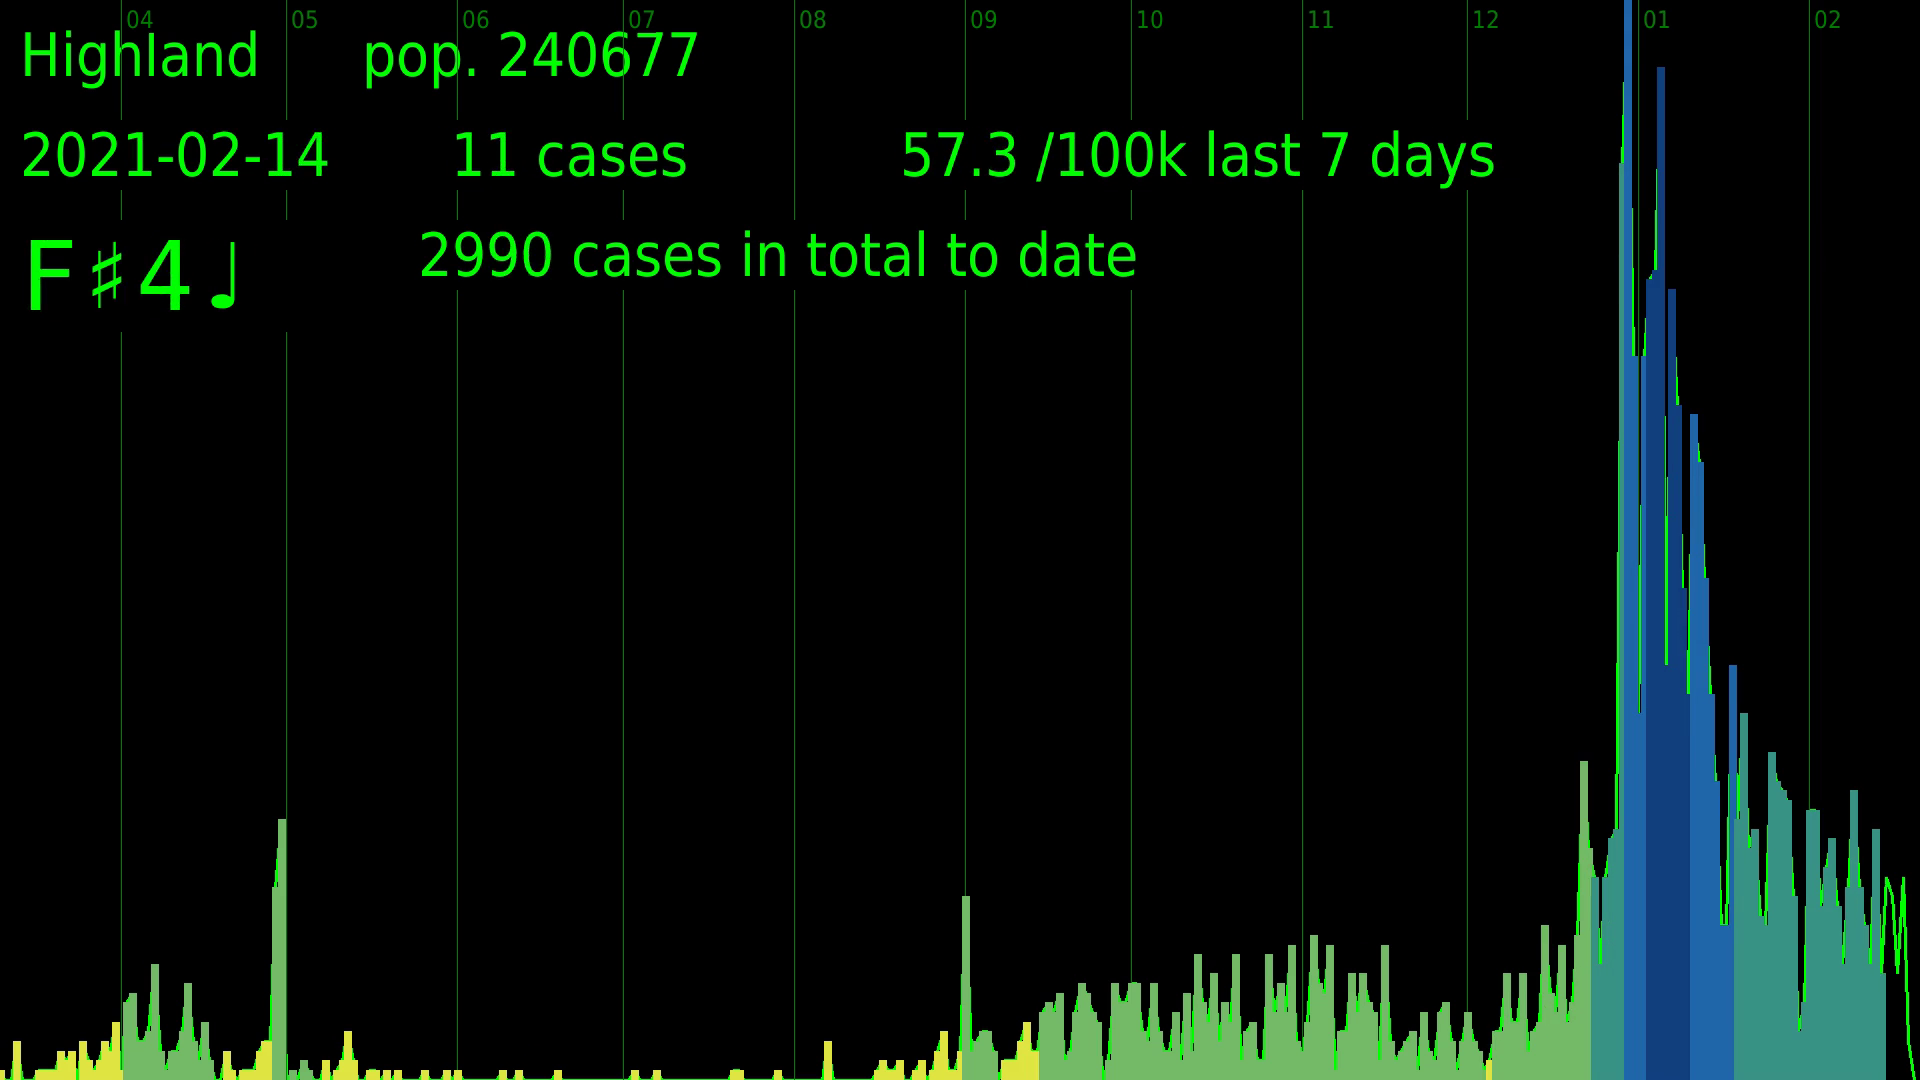 04 05 06 07 08 09 10 11 12 01 02
Highland pop. 240677
2021-02-14 11 cases 57.3 /100k last 7 days
F♯4♩ 2990 cases in total to date